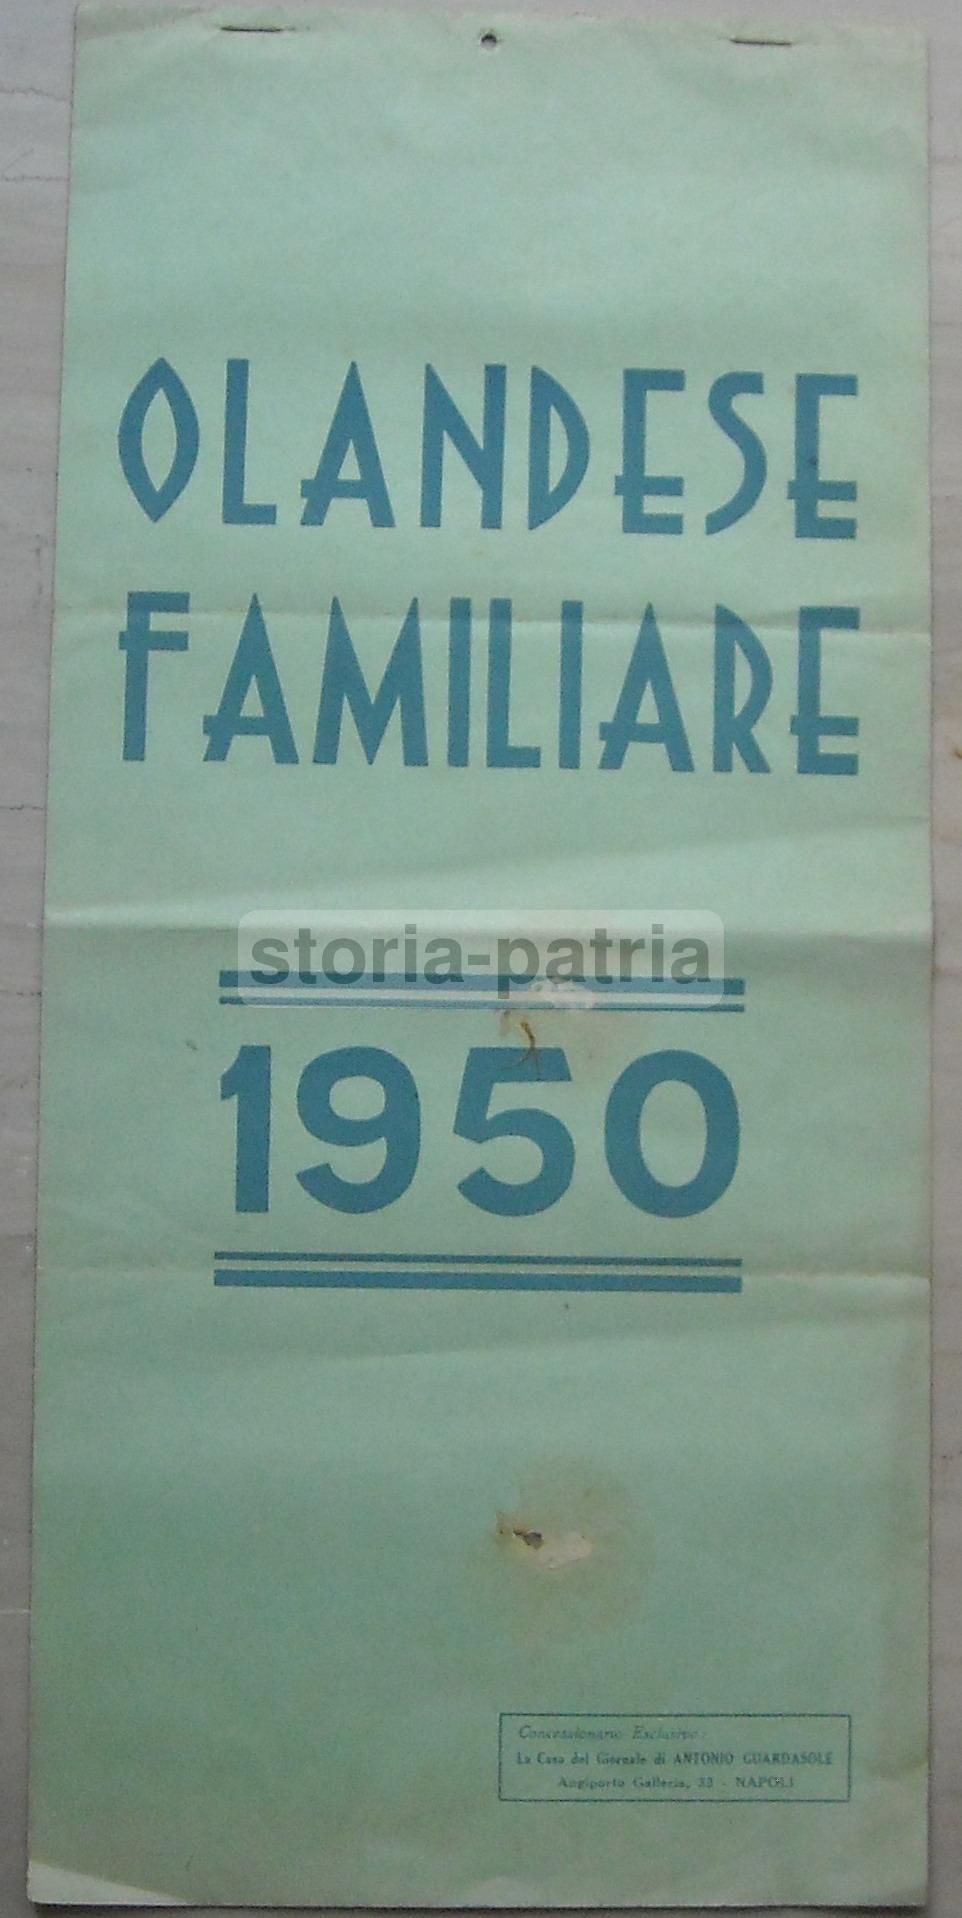 OLANDESE
FAMILIARE
storia-patria
1950
Concessionario Esclusivo:
La Casa del Giornale di ANTONIO GUARDASOLE
Angiporto Galleria, 33 - NAPOLI